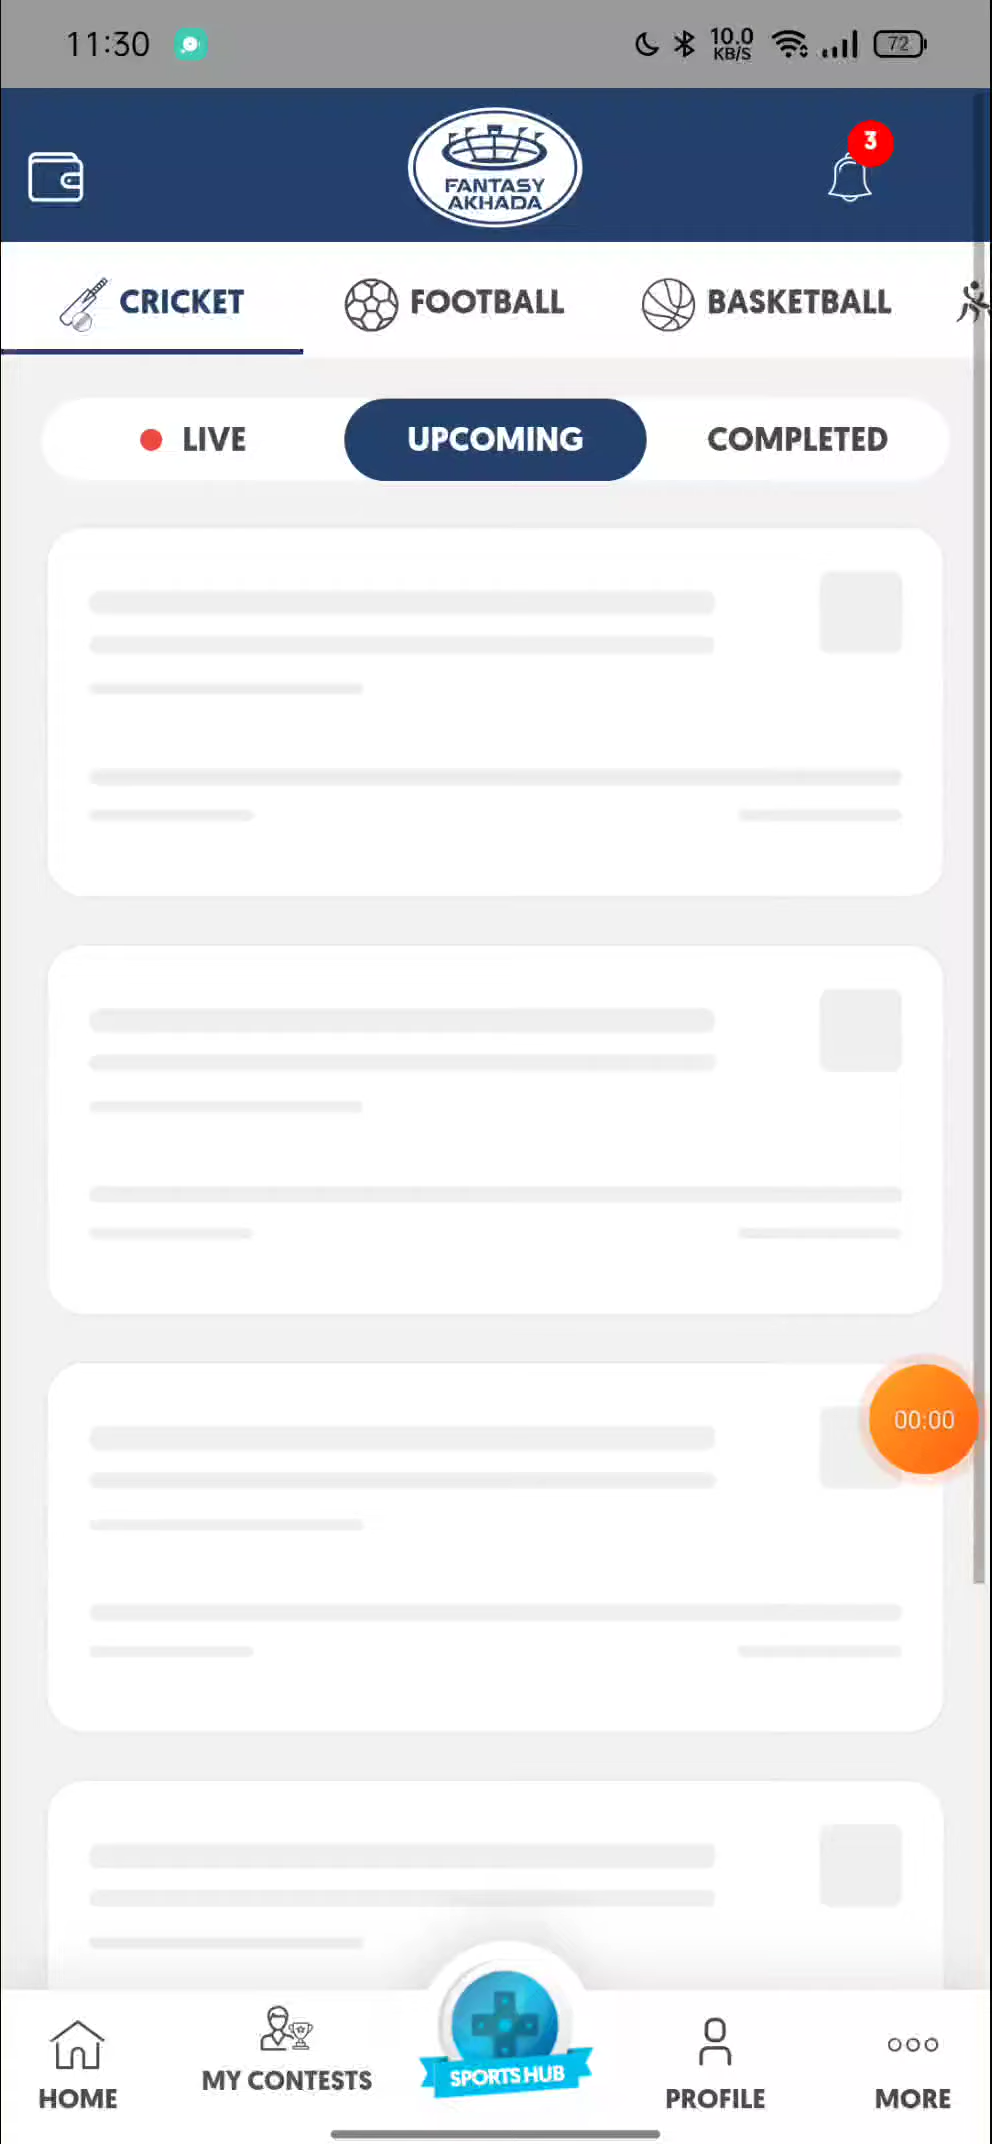 11:30
10.0
KB/S
72
FANTASY
AKHADA
3
CRICKET
FOOTBALL
BASKETBALL
LIVE
UPCOMING
COMPLETED
00:00
HOME
MY CONTESTS
SPORTS HUB
PROFILE
MORE